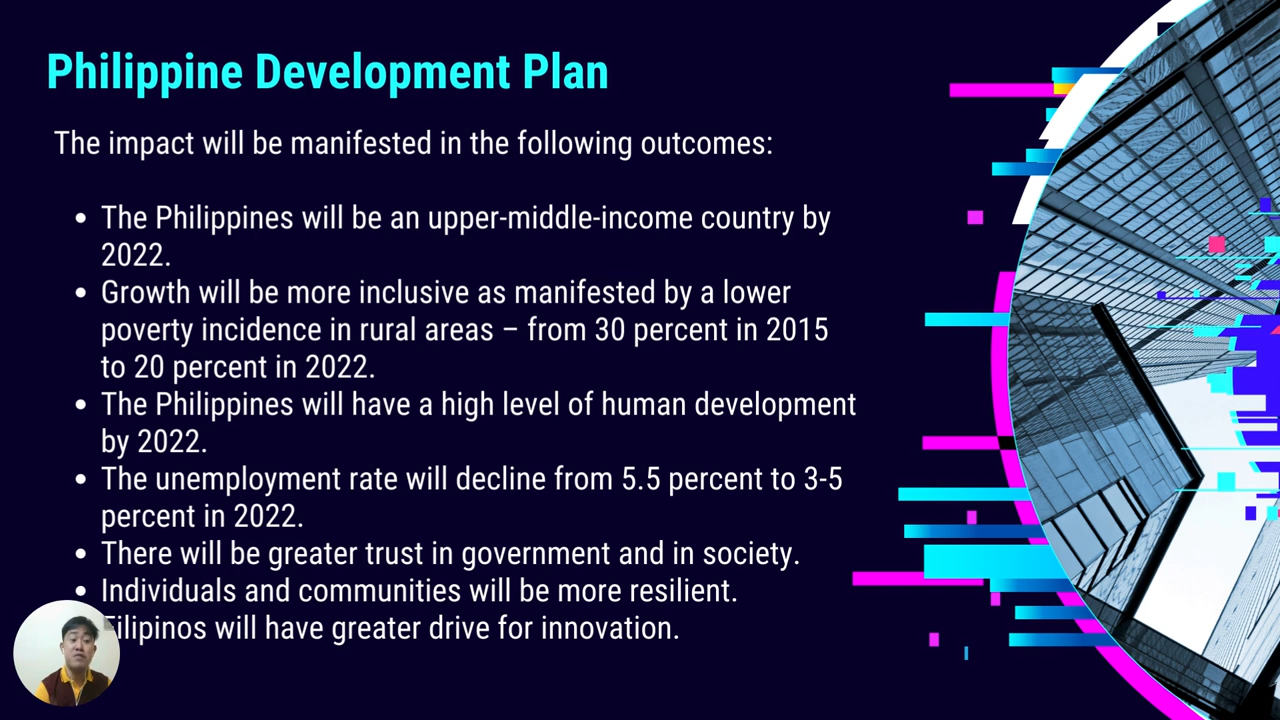 Philippine Development Plan
The impact will be manifested in the following outcomes:
• The Philippines will be an upper-middle-income country by
2022.
• Growth will be more inclusive as manifested by a lower
poverty incidence in rural areas – from 30 percent in 2015
to 20 percent in 2022.
• The Philippines will have a high level of human development
by 2022.
• The unemployment rate will decline from 5.5 percent to 3-5
percent in 2022.
• There will be greater trust in government and in society.
• Individuals and communities will be more resilient.
Filipinos will have greater drive for innovation.